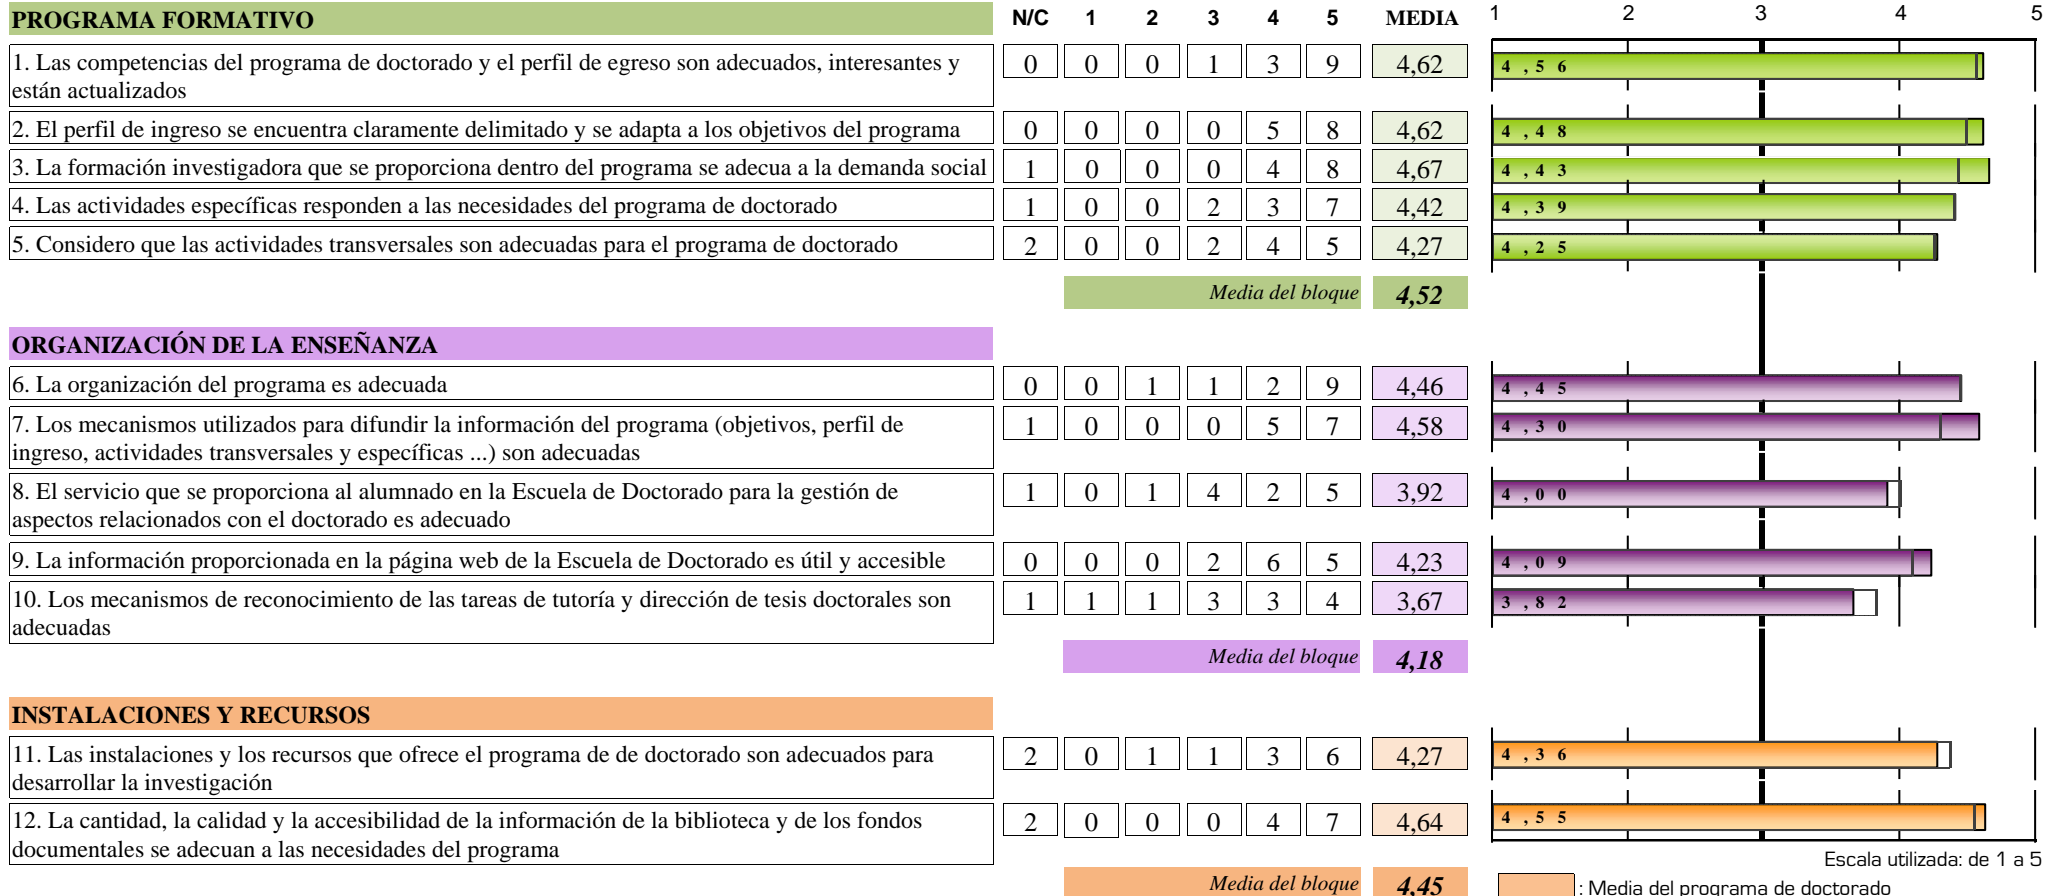 PROGRAMA FORMATIVO N/C 1 2 3 4 5 MEDIA 1 2 3 4 5
1. Las competencias del programa de doctorado y el perfil de egreso son adecuados, interesantes y 0 0 0 1 3 9 4,62 4,56
están actualizados
2. El perfil de ingreso se encuentra claramente delimitado y se adapta a los objetivos del programa 0 0 0 0 5 8 4,62 4,48
3. La formación investigadora que se proporciona dentro del programa se adecua a la demanda social 1 0 0 0 4 8 4,67 4,43
4. Las actividades específicas responden a las necesidades del programa de doctorado 1 0 0 2 3 7 4,42 4,39
5. Considero que las actividades transversales son adecuadas para el programa de doctorado 2 0 0 2 4 5 4,27 4,25
Media del bloque 4,52
ORGANIZACIÓN DE LA ENSEÑANZA
6. La organización del programa es adecuada 0 0 1 1 2 9 4,46 4,45
7. Los mecanismos utilizados para difundir la información del programa (objetivos, perfil de 1 0 0 0 5 7 4,58 4,30
ingreso, actividades transversales y específicas ...) son adecuadas
8. El servicio que se proporciona al alumnado en la Escuela de Doctorado para la gestión de 1 0 1 4 2 5 3,92 4,00
aspectos relacionados con el doctorado es adecuado
9. La información proporcionada en la página web de la Escuela de Doctorado es útil y accesible 0 0 0 2 6 5 4,23 4,09
10. Los mecanismos de reconocimiento de las tareas de tutoría y dirección de tesis doctorales son 1 1 1 3 3 4 3,67 3,82
adecuadas
Media del bloque 4,18
INSTALACIONES Y RECURSOS
11. Las instalaciones y los recursos que ofrece el programa de de doctorado son adecuados para 2 0 1 1 3 6 4,27 4,36
desarrollar la investigación
12. La cantidad, la calidad y la accesibilidad de la información de la biblioteca y de los fondos 2 0 0 0 4 7 4,64 4,55
documentales se adecuan a las necesidades del programa
Escala utilizada: de 1 a 5
Media del bloque 4,45 : Media del programa de doctorado